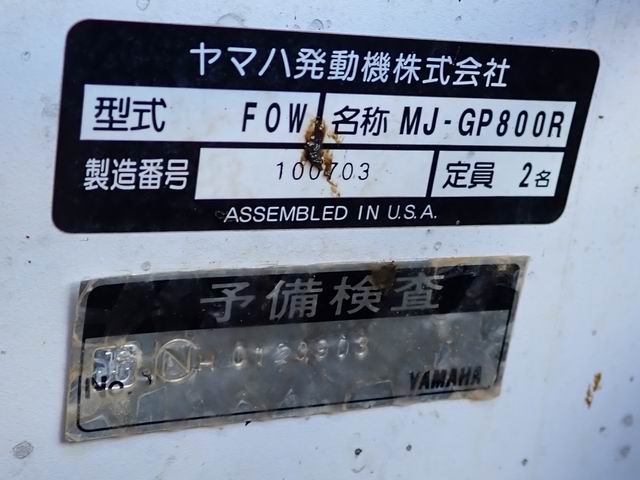 ヤマハ発動機株式会社
型式 FOW 名称 MJ-GP800R
製造番号 100703 定員 2名
ASSEMBLED IN U.S.A.
予備検査
No.
YAMAHA